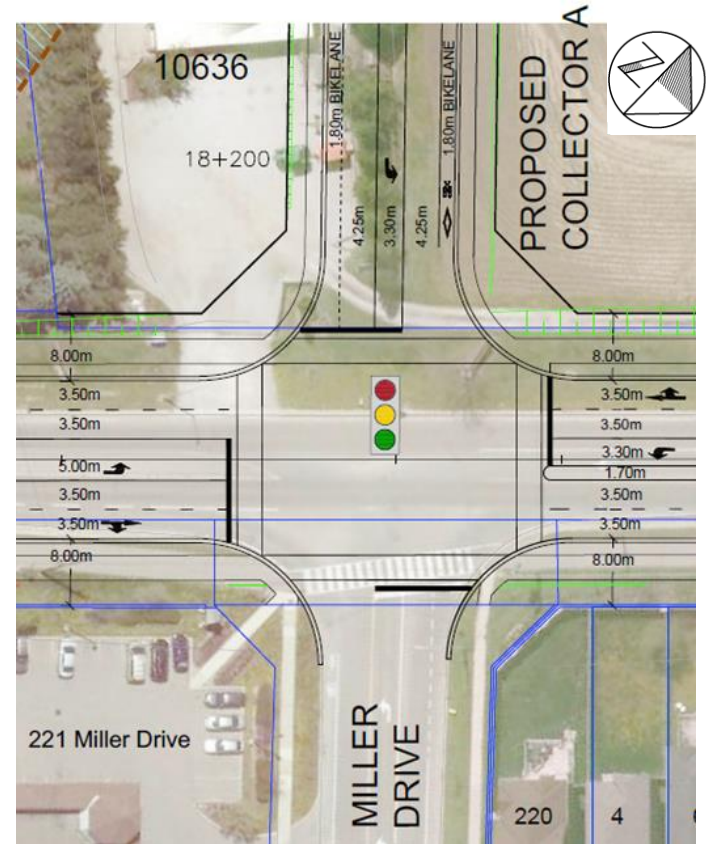 10636
18+200
1.80m BIKELANE
4.25m
3.30m
4.25m
1.80m BIKELANE
PROPOSED
COLLECTOR A
8.00m
3.50m
3.50m
5.00m
3.50m
3.50m
8.00m
8.00m
3.50m
3.50m
3.30m
1.70m
3.50m
3.50m
8.00m
221 Miller Drive
MILLER
DRIVE
220
4